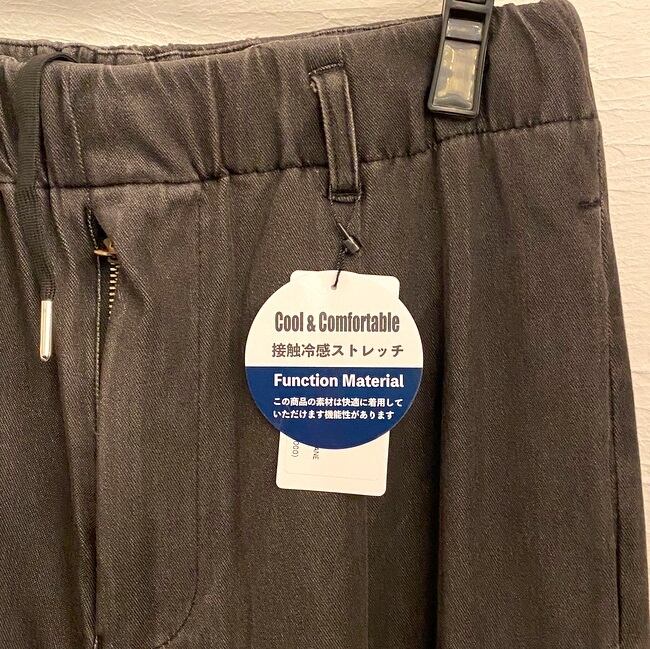 Cool & Comfortable
接触冷感ストレッチ
Function Material
この商品の素材は快適に着用して
いただけます機能性があります